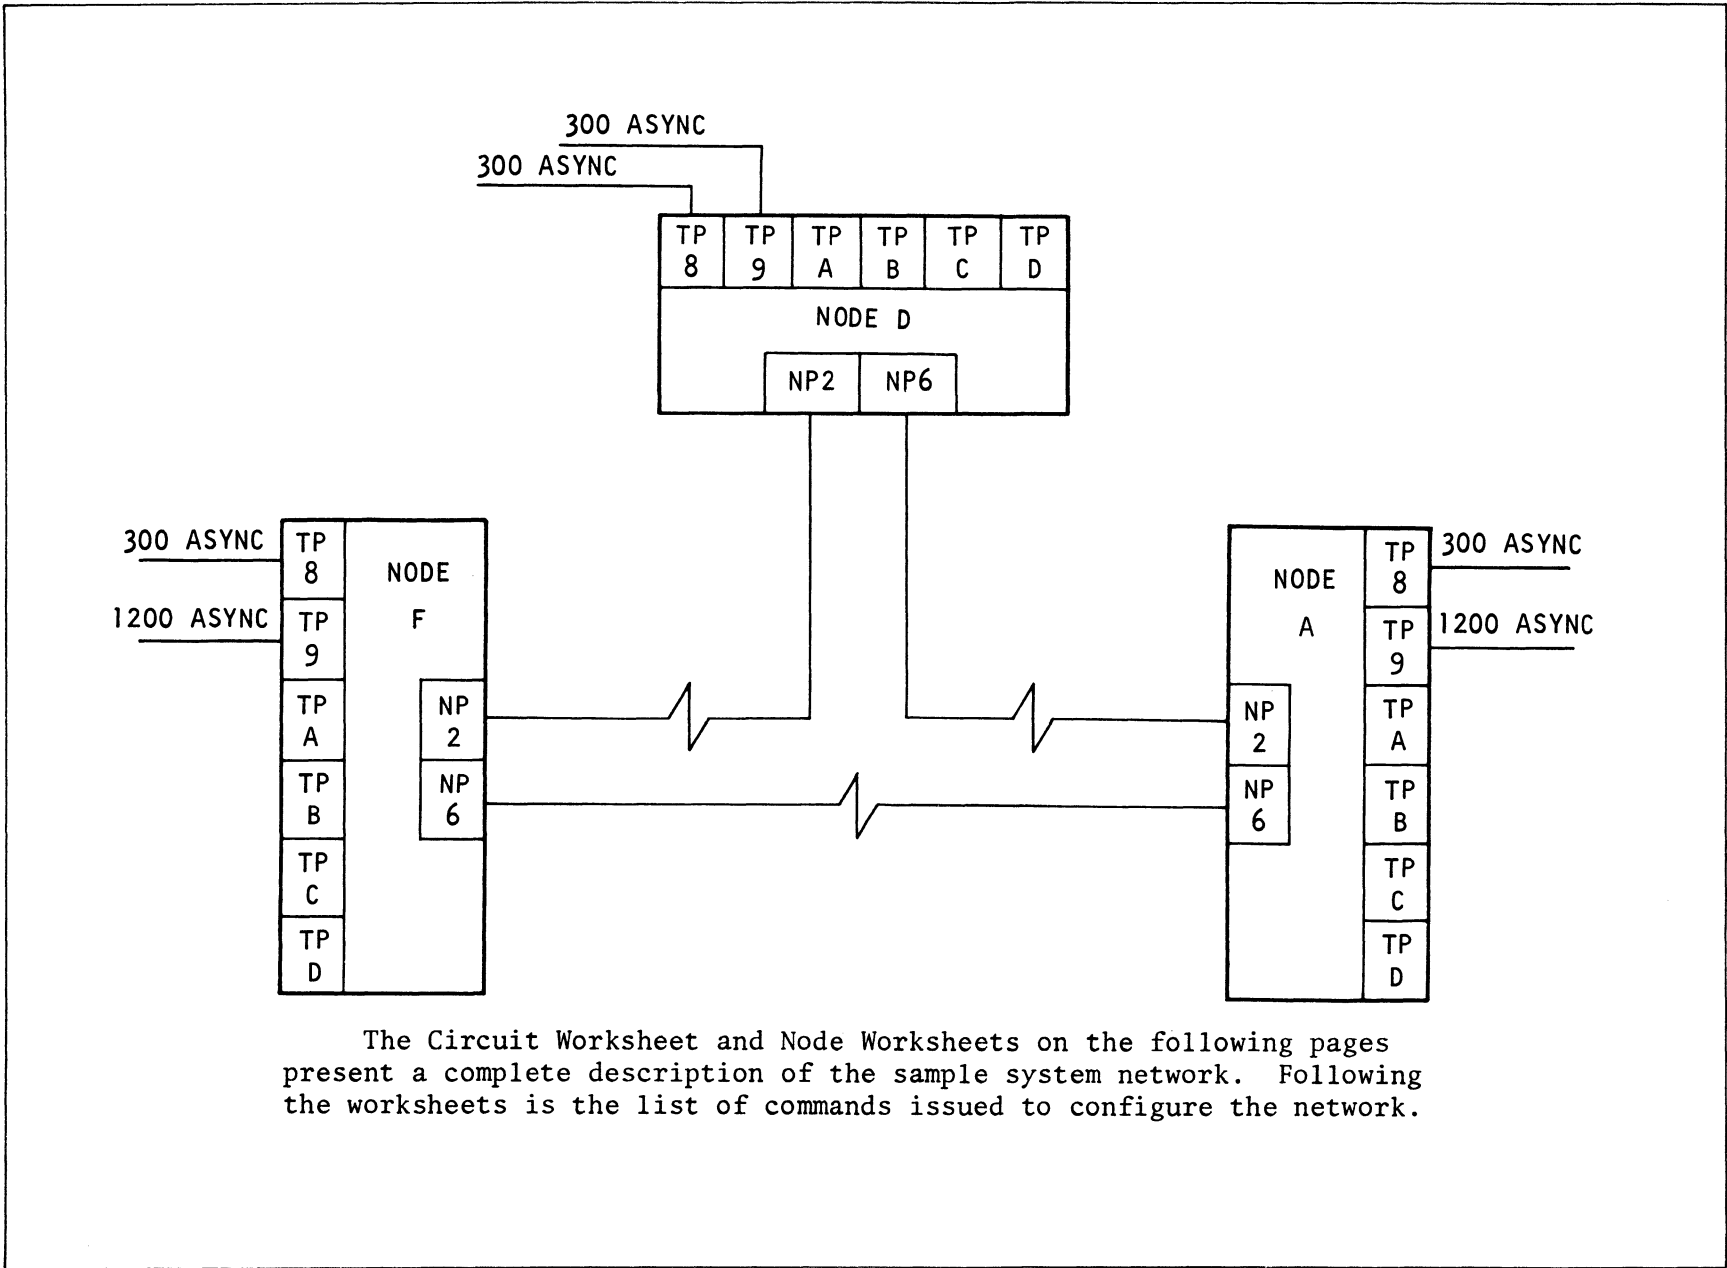 300 ASYNC
300 ASYNC
TP TP TP TP TP TP
8 9 A B C D
NODE D
NP2 NP6
300 ASYNC
1200 ASYNC
TP
8
TP
9
TP
A
TP
B
TP
C
TP
D
NODE
F
NP
2
NP
6
NODE
A
NP
2
NP
6
TP
8
TP
9
TP
A
TP
B
TP
C
TP
D
300 ASYNC
1200 ASYNC
The Circuit Worksheet and Node Worksheets on the following pages
present a complete description of the sample system network. Following
the worksheets is the list of commands issued to configure the network.